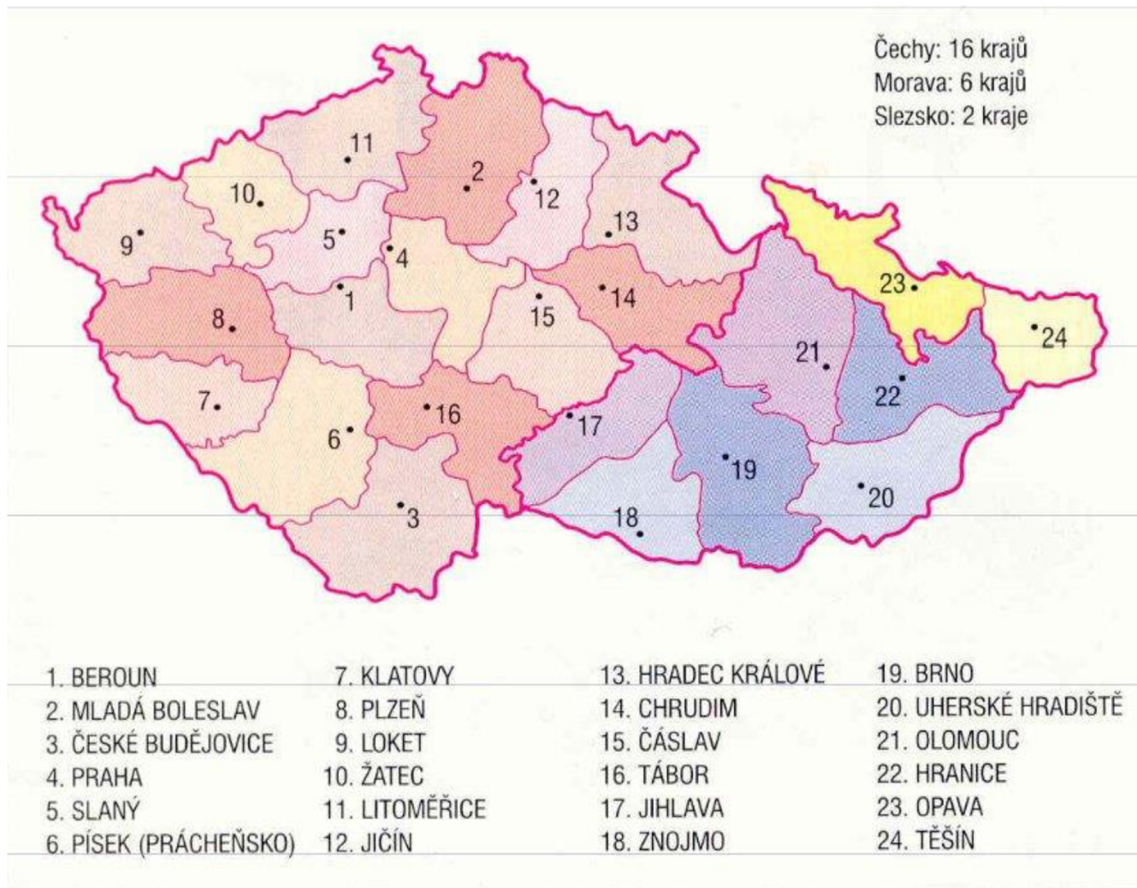 Čechy: 16 krajů
Morava: 6 krajů
Slezsko: 2 kraje
11
2
10
12
5
13
9
4
1
23
14
8
15
24
21
22
7
16
17
6
19
20
3
18
1. BEROUN
2. MLADÁ BOLESLAV
3. ČESKÉ BUDĚJOVICE
4. PRAHA
5. SLANÝ
6. PÍSEK (PRÁCHEŇSKO)
7. KLATOVY
8. PLZEŇ
9. LOKET
10. ŽATEC
11. LITOMĚŘICE
12. JIČÍN
13. HRADEC KRÁLOVÉ
14. CHRUDIM
15. ČÁSLAV
16. TÁBOR
17. JIHLAVA
18. ZNOJMO
19. BRNO
20. UHERSKÉ HRADIŠTĚ
21. OLOMOUC
22. HRANICE
23. OPAVA
24. TĚŠÍN